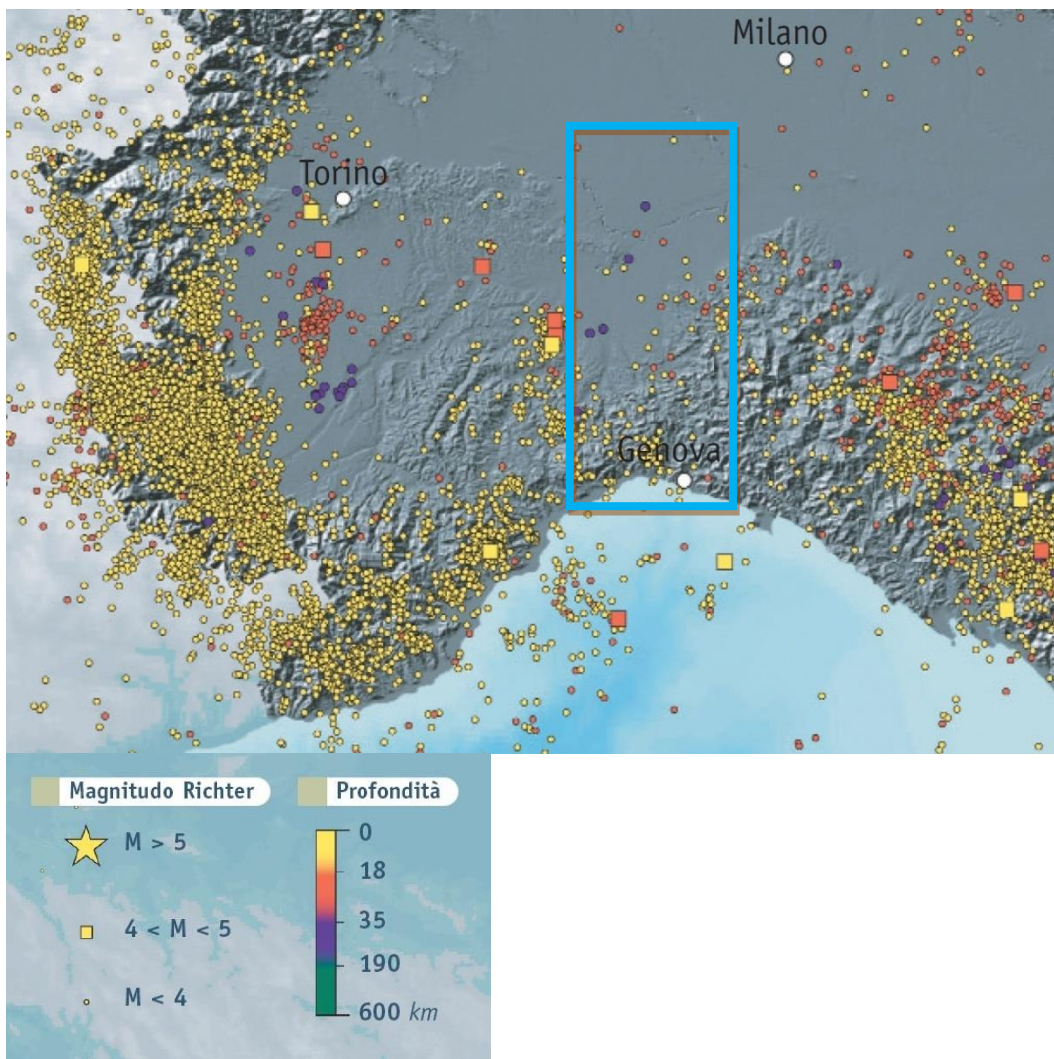 Milano
Torino
Genova
Magnitudo Richter
Profondità
M > 5
4 < M < 5
M < 4
0
18
35
190
600 km